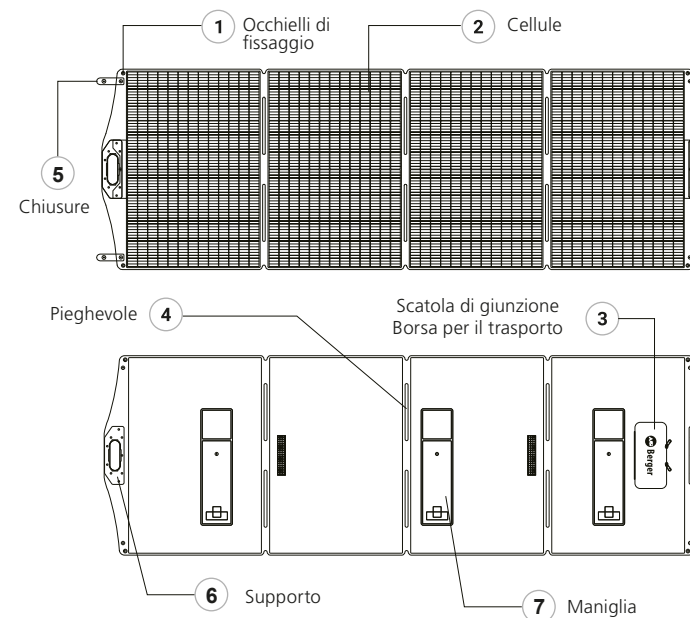 1 Occhielli di
fissaggio
2 Cellule
5
Chiusure
Pieghevole 4
Scatola di giunzione
Borsa per il trasporto
3
Berger
6 Supporto
7 Maniglia